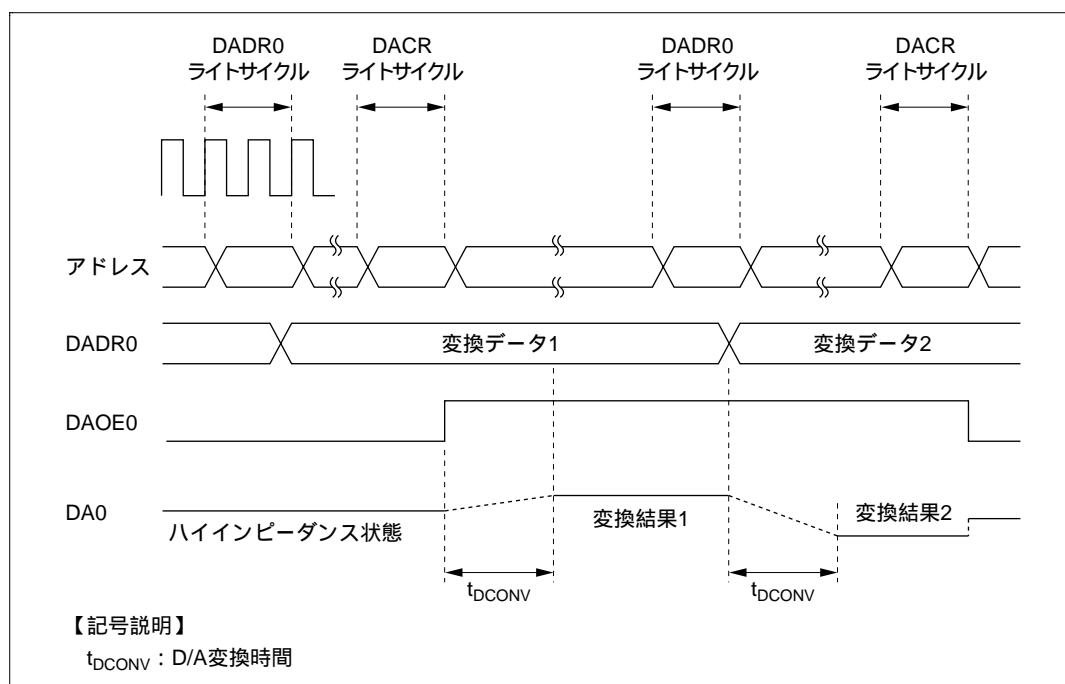 DADR0
ライトサイクル
DACR
ライトサイクル
DADR0
ライトサイクル
DACR
ライトサイクル
アドレス
DADR0
変換データ1
変換データ2
DAOE0
DA0
ハイインピーダンス状態
変換結果1
変換結果2
tDCONV
tDCONV
【記号説明】
tDCONV：D/A変換時間